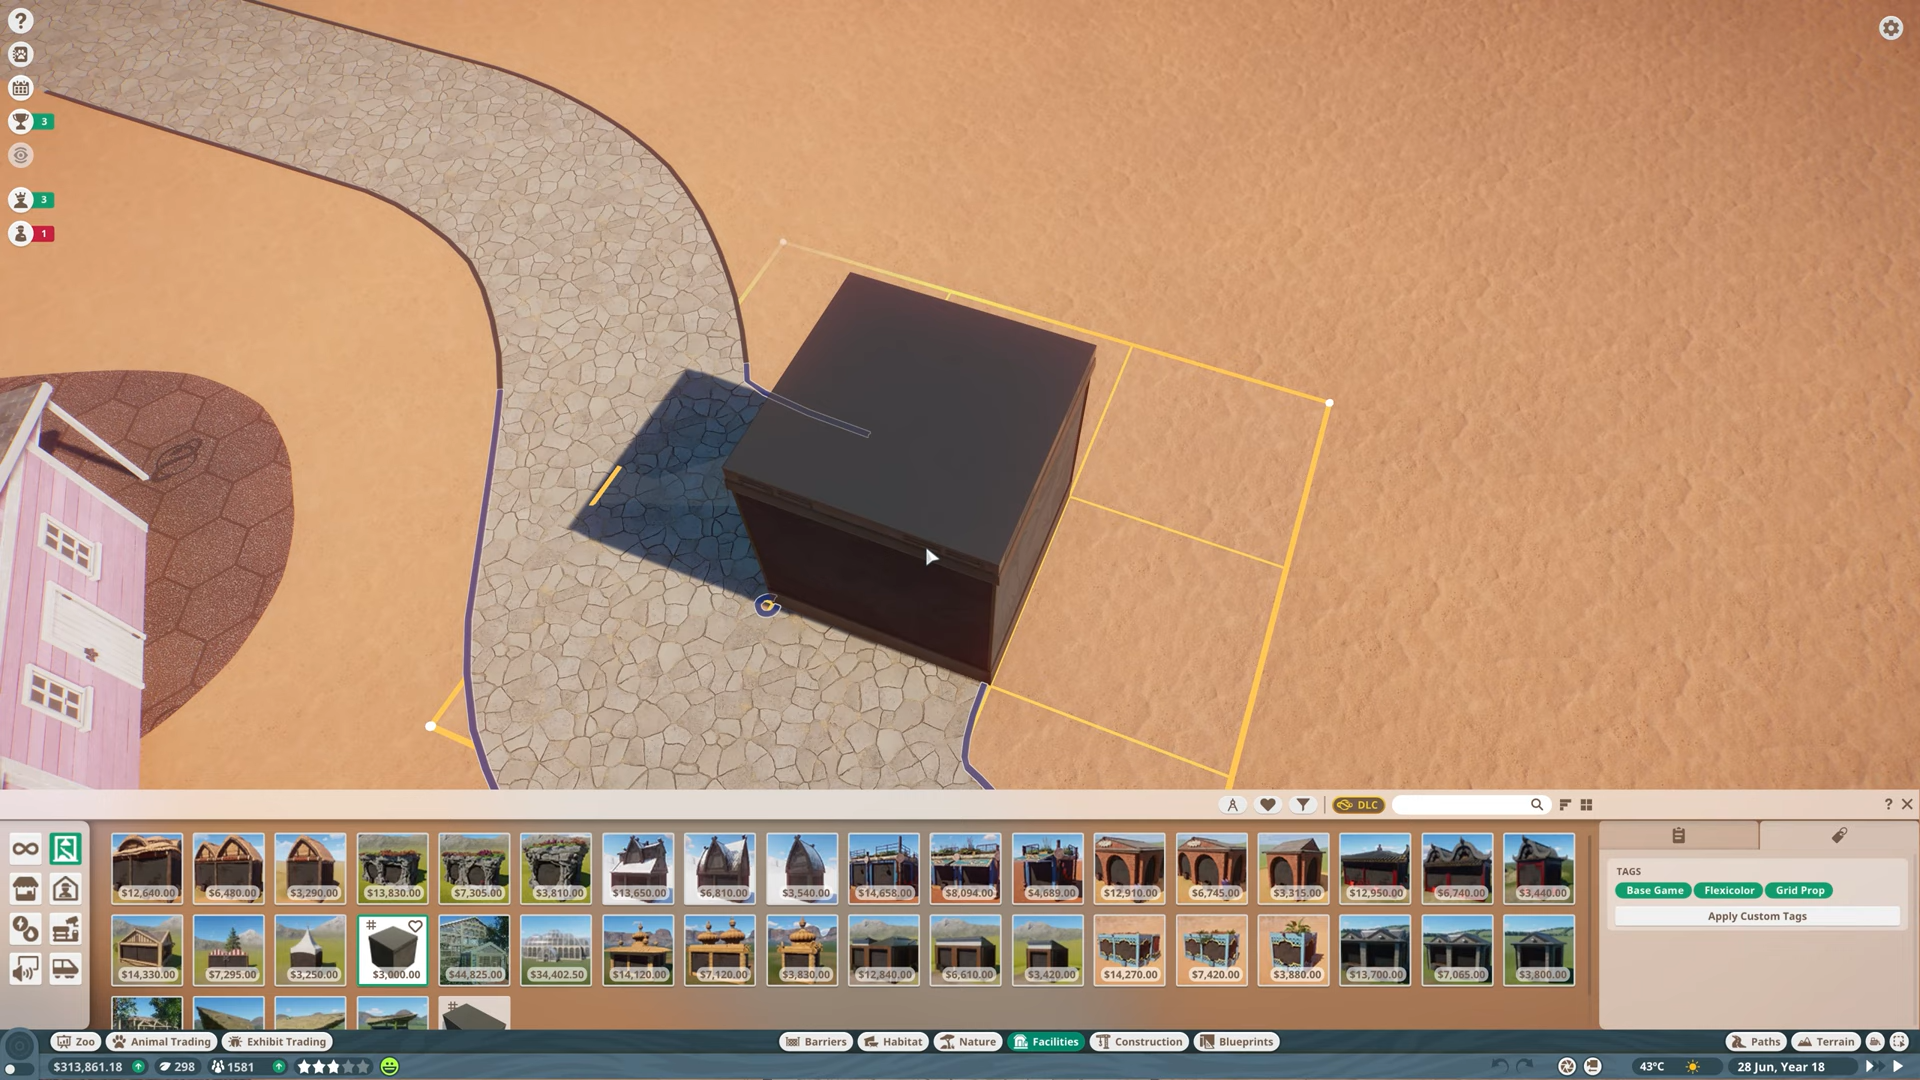 ?
3
3
1
DLC
?
$12,640.00 $6,480.00 $3,290.00 $13,830.00 $7,305.00 $3,810.00 $13,650.00 $6,810.00 $3,540.00 $14,658.00 $8,094.00 $4,689.00 $12,910.00 $6,745.00 $3,315.00 $12,950.00 $6,740.00 $3,440.00
TAGS
Base Game Flexicolor Grid Prop
Apply Custom Tags
#
$14,330.00 $7,295.00 $3,250.00 $3,000.00 $44,825.00 $34,402.50 $14,120.00 $7,120.00 $3,830.00 $12,840.00 $6,610.00 $3,420.00 $14,270.00 $7,420.00 $3,880.00 $13,700.00 $7,065.00 $3,800.00
#
Zoo Animal Trading Exhibit Trading Barriers Habitat Nature Facilities Construction Blueprints Paths Terrain
$313,861.18 298 1581 43°C 28 Jun, Year 18